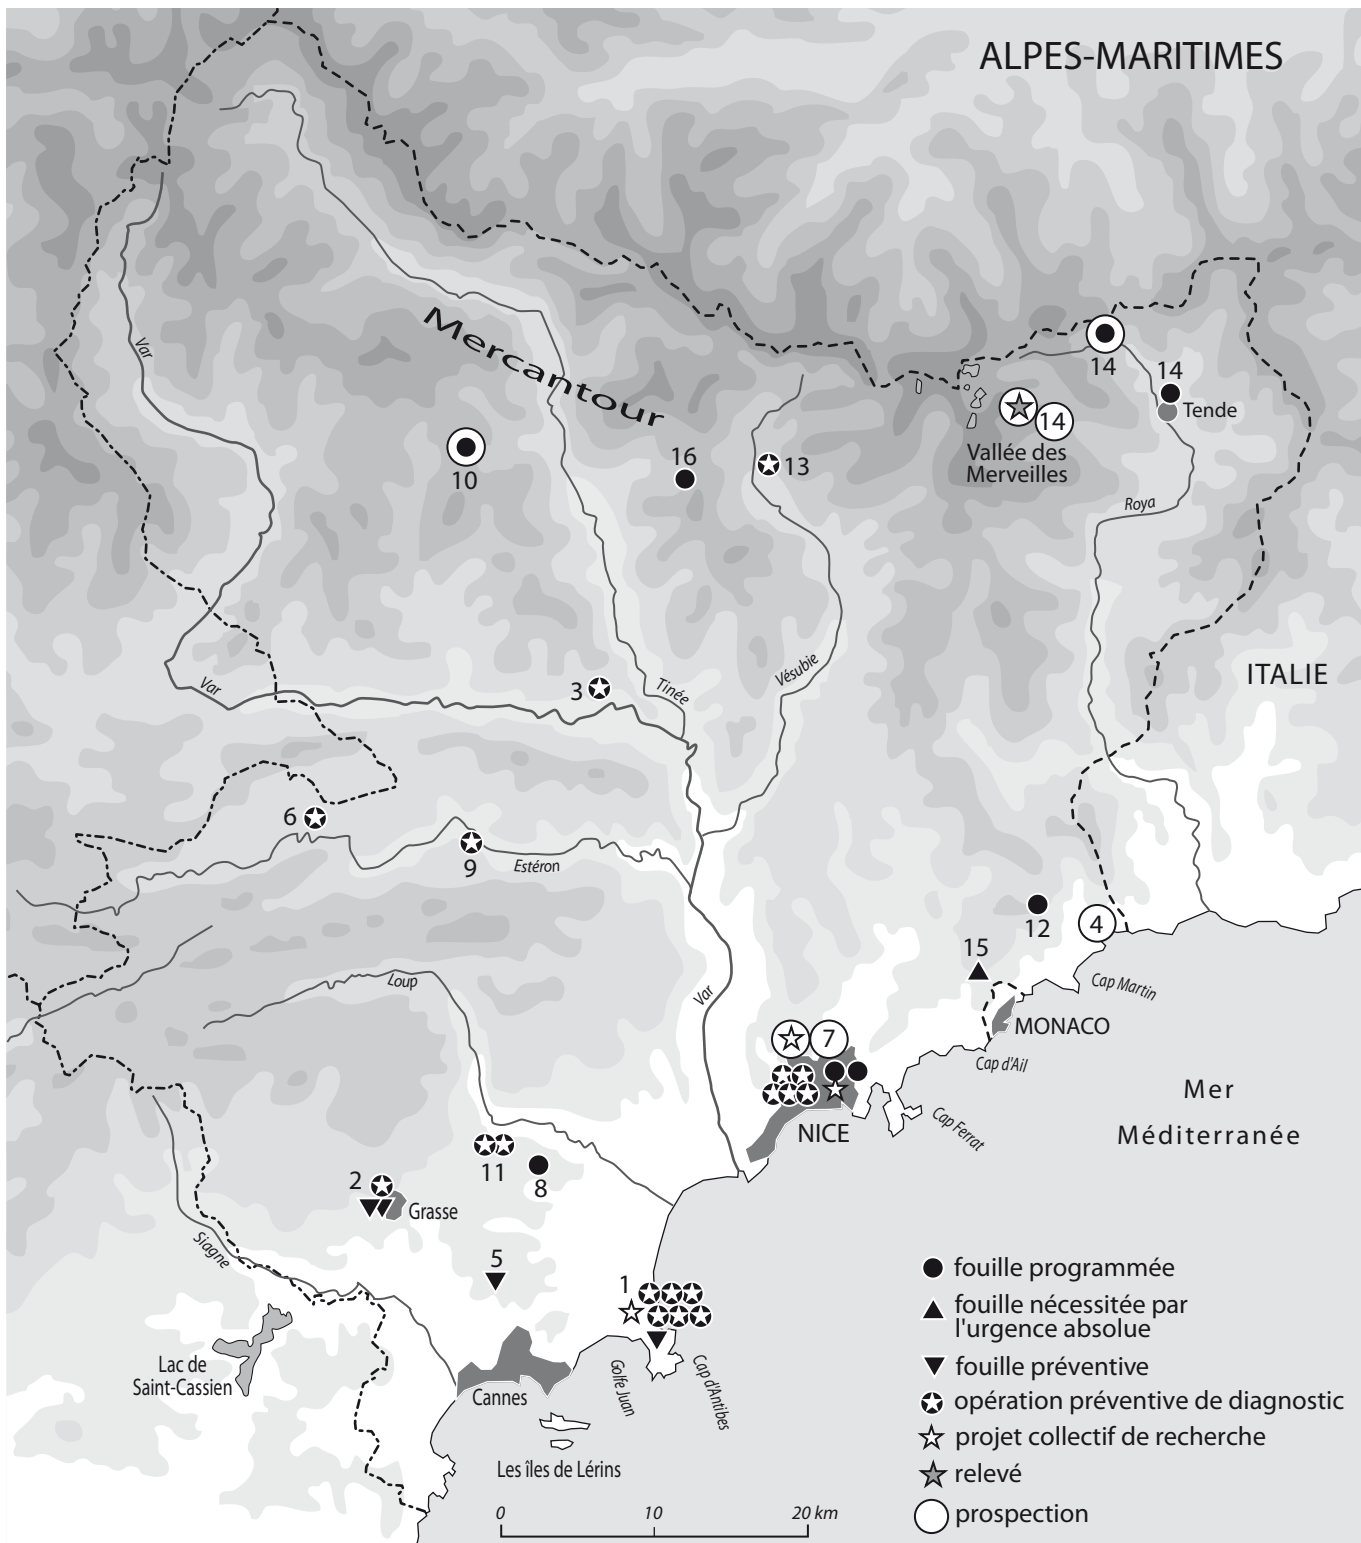 ALPES-MARITIMES
Var
Mercantour
14
14
Tende
14
Vallée des
Merveilles
10
16
13
Roya
Var
3
Tinée
Vésubie
ITALIE
6
9
Estéron
12
4
15
Loup
Var
Cap Martin
MONACO
7
Cap d'Ail
Mer
Méditerranée
Cap Ferrat
NICE
11
8
2
Grasse
Siagne
5
1
Lac de
Saint-Cassien
Cannes
Golfe Juan
Cap d'Antibes
Les îles de Lérins
fouille programmée
fouille nécessitée par
l'urgence absolue
fouille préventive
opération préventive de diagnostic
projet collectif de recherche
relevé
prospection
0 10 20 km